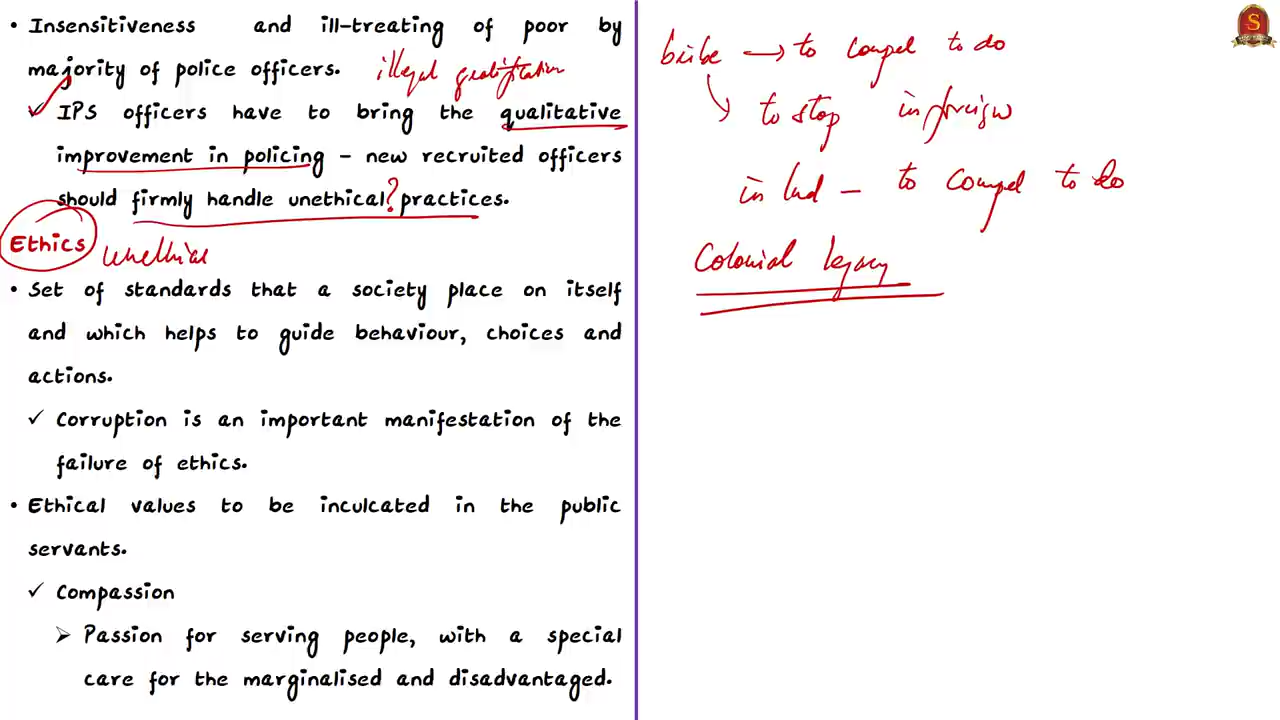 • Insensitiveness and ill-treating of poor by
majority of police officers.
illegal gratification
✓ IPS officers have to bring the qualitative
improvement in policing – new recruited officers
should firmly handle unethical? practices.
Ethics
unethical
• Set of standards that a society place on itself
and which helps to guide behaviour, choices and
actions.
✓ Corruption is an important manifestation of the
failure of ethics.
• Ethical values to be inculcated in the public
servants.
✓ Compassion
➢ Passion for serving people, with a special
care for the marginalised and disadvantaged.
bribe → to compel to do
to stop in foreign
in Ind – to compel to do
Colonial legacy
S